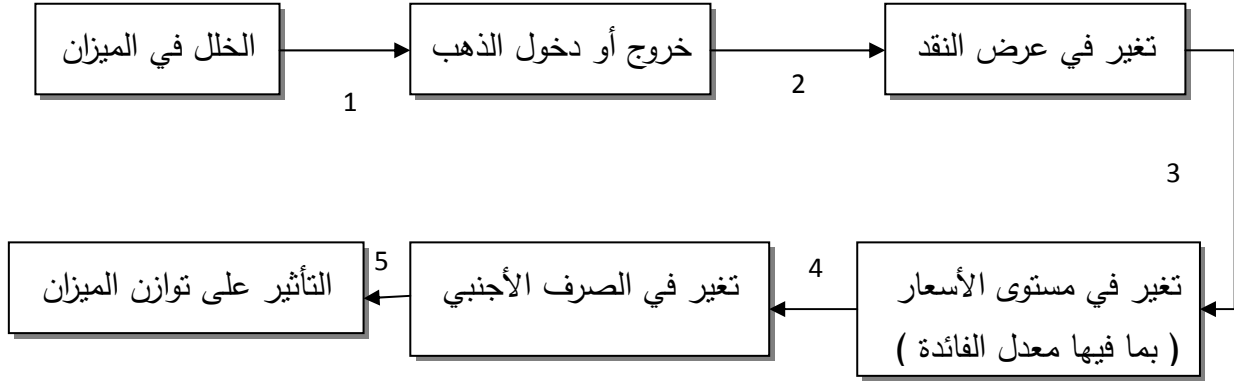 الخلل في الميزان
1
خروج أو دخول الذهب
2
تغير في عرض النقد
3
تغير في مستوى الأسعار
( بما فيها معدل الفائدة )
4
تغير في الصرف الأجنبي
5
التأثير على توازن الميزان